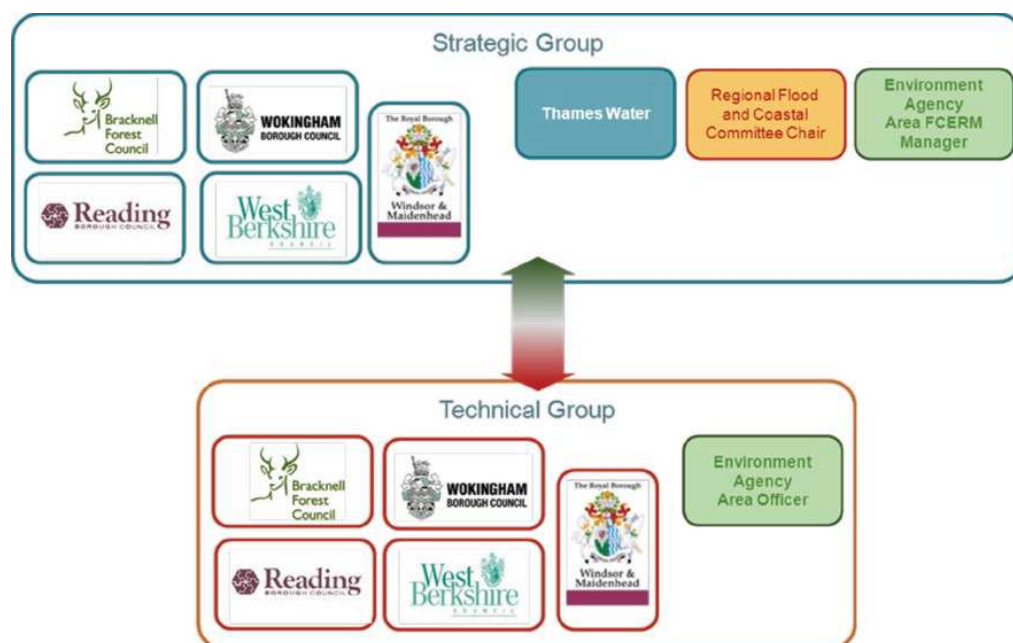 Strategic Group
Bracknell
Forest
Council
WOKINGHAM
BOROUGH COUNCIL
The Royal Borough
Windsor &
Maidenhead
Reading
BOROUGH COUNCIL
West
Berkshire
COUNCIL
Thames Water
Regional Flood
and Coastal
Committee Chair
Environment
Agency
Area FCERM
Manager
Technical Group
Bracknell
Forest
Council
WOKINGHAM
BOROUGH COUNCIL
The Royal Borough
Windsor &
Maidenhead
Reading
BOROUGH COUNCIL
West
Berkshire
COUNCIL
Environment
Agency
Area Officer